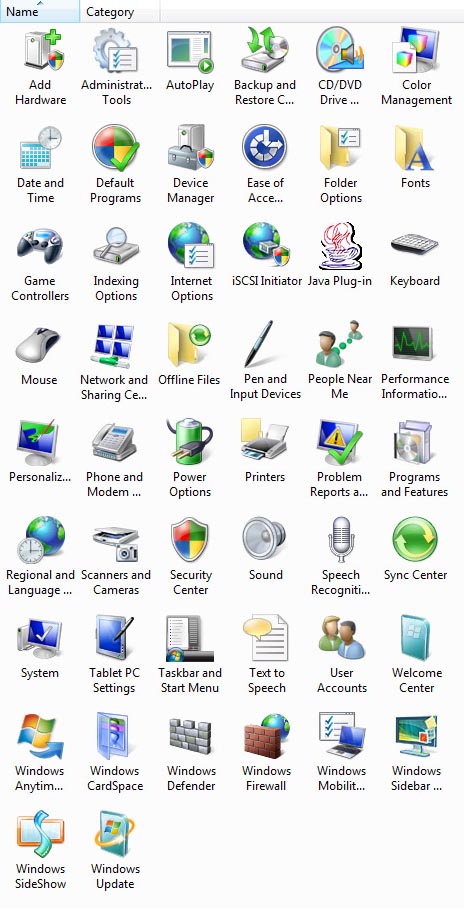 Name Category
Add Hardware
Administrat... Tools
AutoPlay
Backup and Restore C...
CD/DVD Drive ...
Color Management
Date and Time
Default Programs
Device Manager
Ease of Acce...
Folder Options
Fonts
Game Controllers
Indexing Options
Internet Options
iSCSI Initiator
Java Plug-in
Keyboard
Mouse
Network and Sharing Ce...
Offline Files
Pen and Input Devices
People Near Me
Performance Informatio...
Personaliz...
Phone and Modem ...
Power Options
Printers
Problem Reports a...
Programs and Features
Regional and Language ...
Scanners and Cameras
Security Center
Sound
Speech Recogniti...
Sync Center
System
Tablet PC Settings
Taskbar and Start Menu
Text to Speech
User Accounts
Welcome Center
Windows Anytim...
Windows CardSpace
Windows Defender
Windows Firewall
Windows Mobilit...
Windows Sidebar ...
Windows SideShow
Windows Update